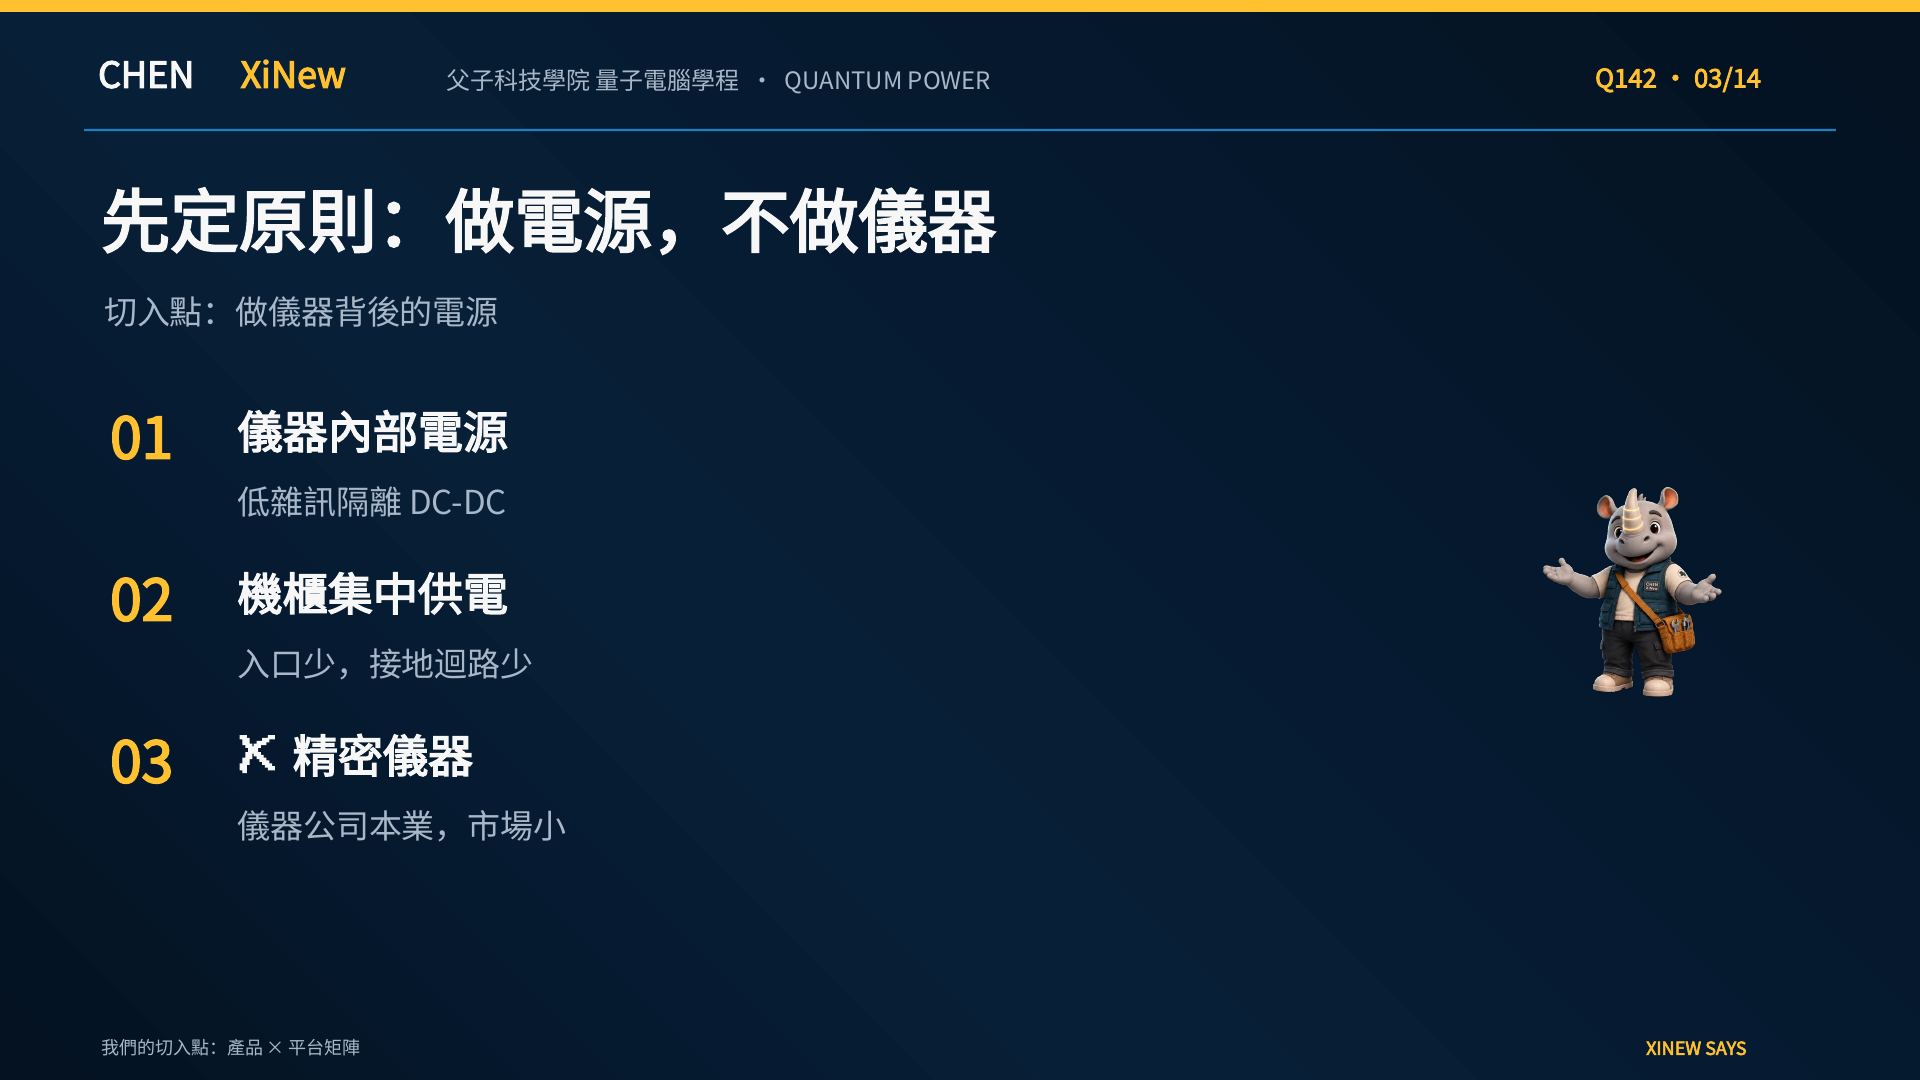 CHEN XiNew 父子科技學院 量子電腦學程 · QUANTUM POWER Q142 · 03/14
先定原則：做電源，不做儀器
切入點：做儀器背後的電源
01 儀器內部電源
低雜訊隔離 DC-DC
02 機櫃集中供電
入口少，接地迴路少
03 ⛌ 精密儀器
儀器公司本業，市場小
我們的切入點：產品 × 平台矩陣
XINEW SAYS